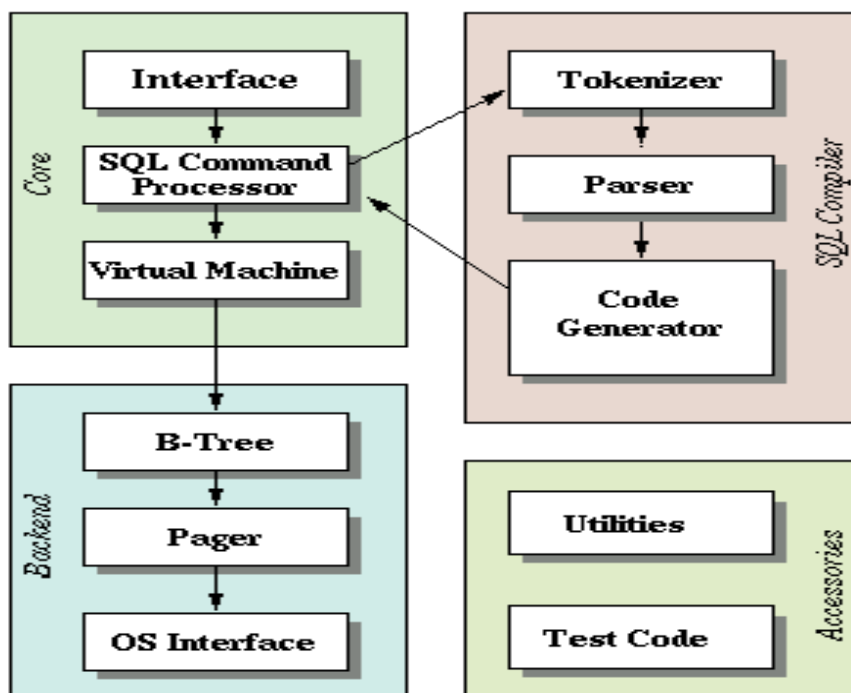 Core
Interface
SQL Command
Processor
Virtual Machine
SQL Compiler
Tokenizer
Parser
Code
Generator
Backend
B-Tree
Pager
OS Interface
Accessories
Utilities
Test Code